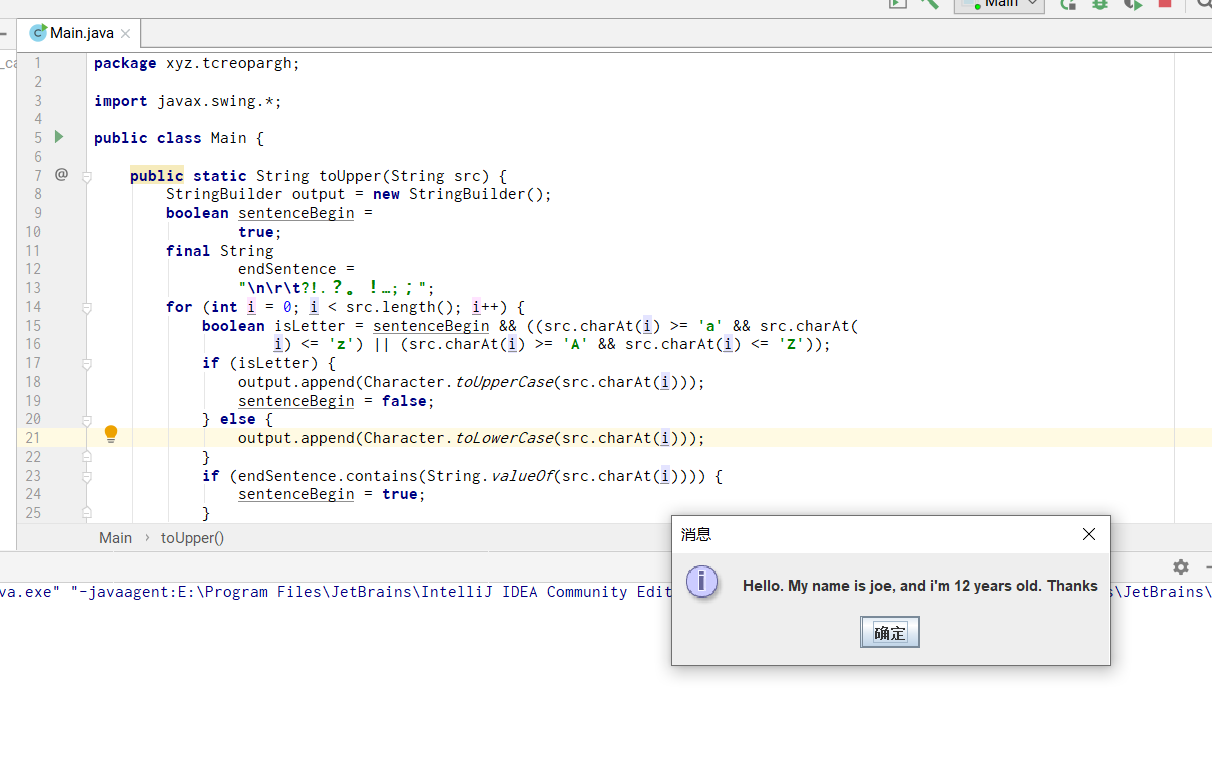 Main
Main.java
_ca
1 package xyz.tcreopargh;
2
3 import javax.swing.*;
4
5 public class Main {
6
7 @ public static String toUpper(String src) {
8 StringBuilder output = new StringBuilder();
9 boolean sentenceBegin =
10 true;
11 final String
12 endSentence =
13 "\n\r\t?!.？。！…;；";
14 for (int i = 0; i < src.length(); i++) {
15 boolean isLetter = sentenceBegin && ((src.charAt(i) >= 'a' && src.charAt(
16 i) <= 'z') || (src.charAt(i) >= 'A' && src.charAt(i) <= 'Z'));
17 if (isLetter) {
18 output.append(Character.toUpperCase(src.charAt(i)));
19 sentenceBegin = false;
20 } else {
21 output.append(Character.toLowerCase(src.charAt(i)));
22 }
23 if (endSentence.contains(String.valueOf(src.charAt(i)))) {
24 sentenceBegin = true;
25 }
Main › toUpper()
消息
Hello. My name is joe, and i'm 12 years old. Thanks
确定
va.exe" "-javaagent:E:\Program Files\JetBrains\IntelliJ IDEA Community Edit
\JetBrains\